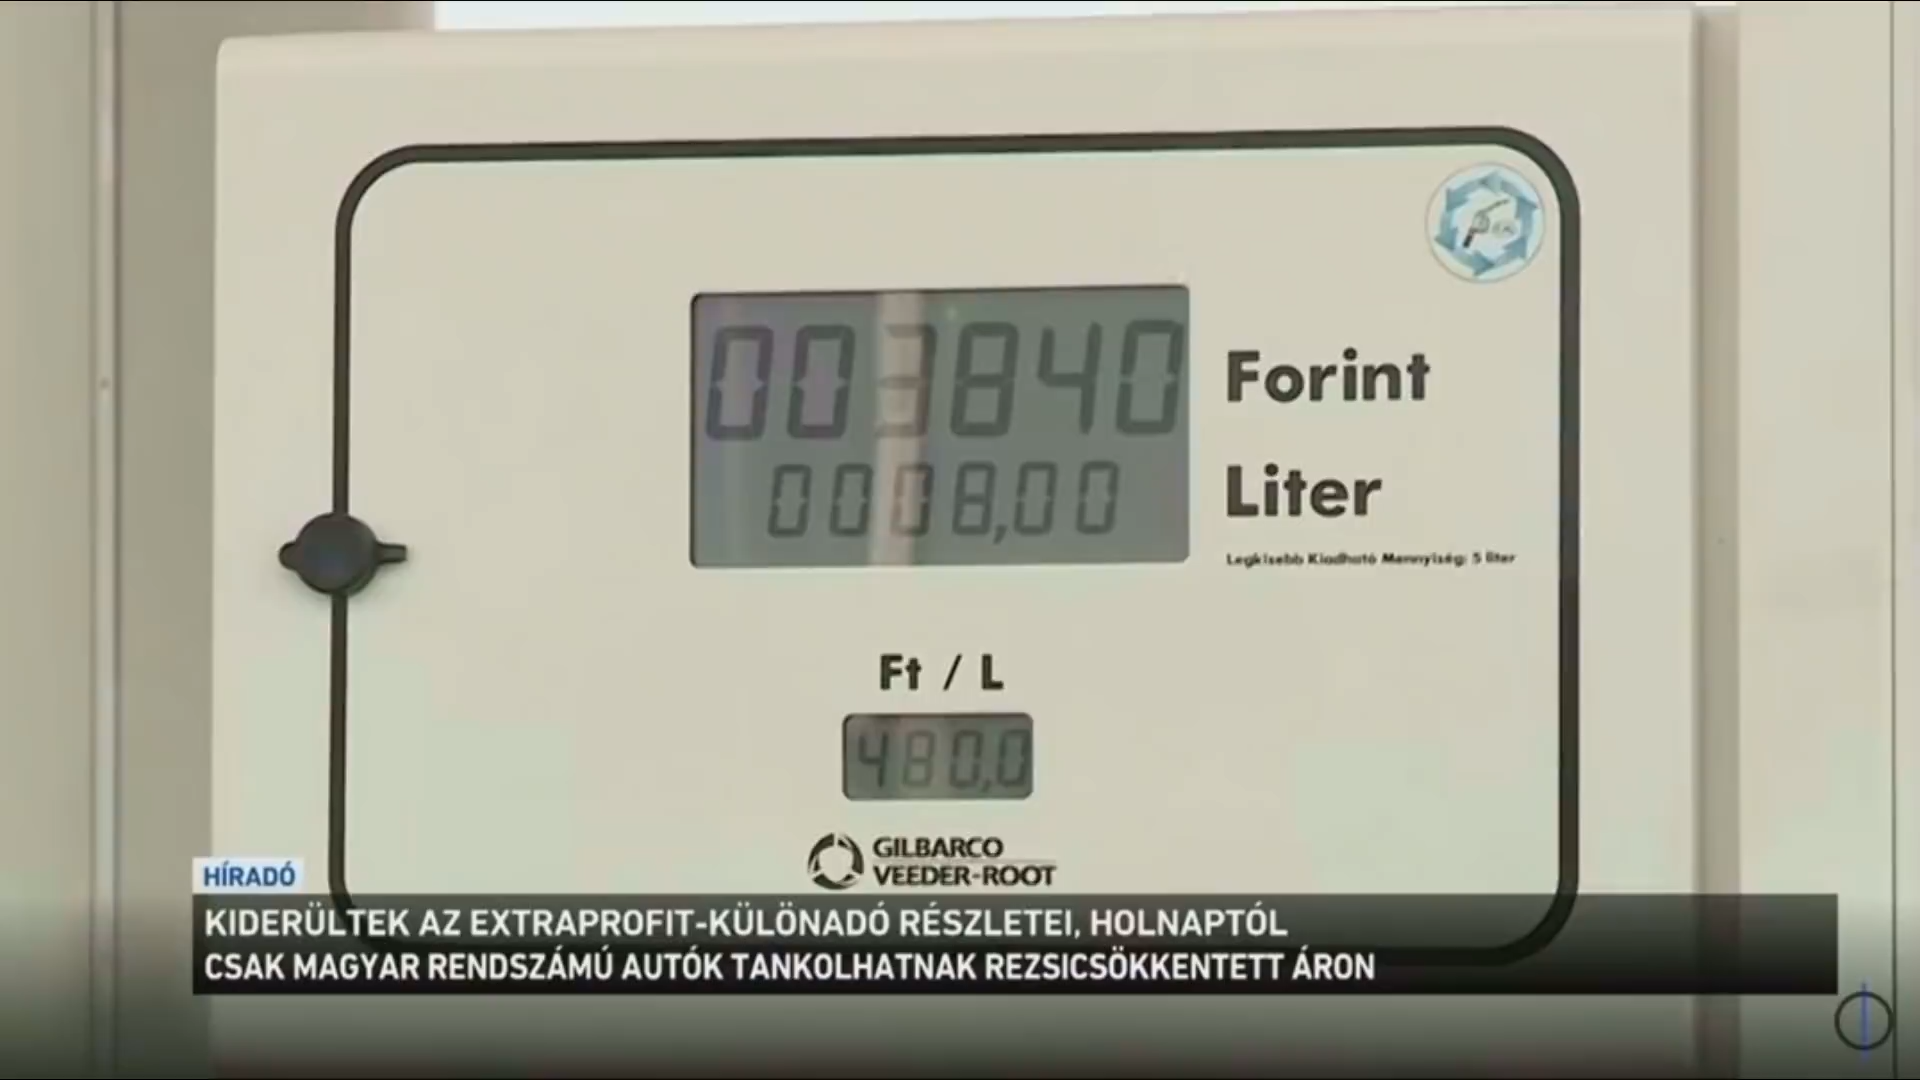 003840
Forint
0008,00
Liter
Legkisebb Kiadható Mennyiség: 5 liter
Ft / L
480,0
GILBARCO
VEEDER-ROOT
HÍRADÓ
KIDERÜLTEK AZ EXTRAPROFIT-KÜLÖNADÓ RÉSZLETEI, HOLNAPTÓL
CSAK MAGYAR RENDSZÁMÚ AUTÓK TANKOLHATNAK REZSICSÖKKENTETT ÁRON